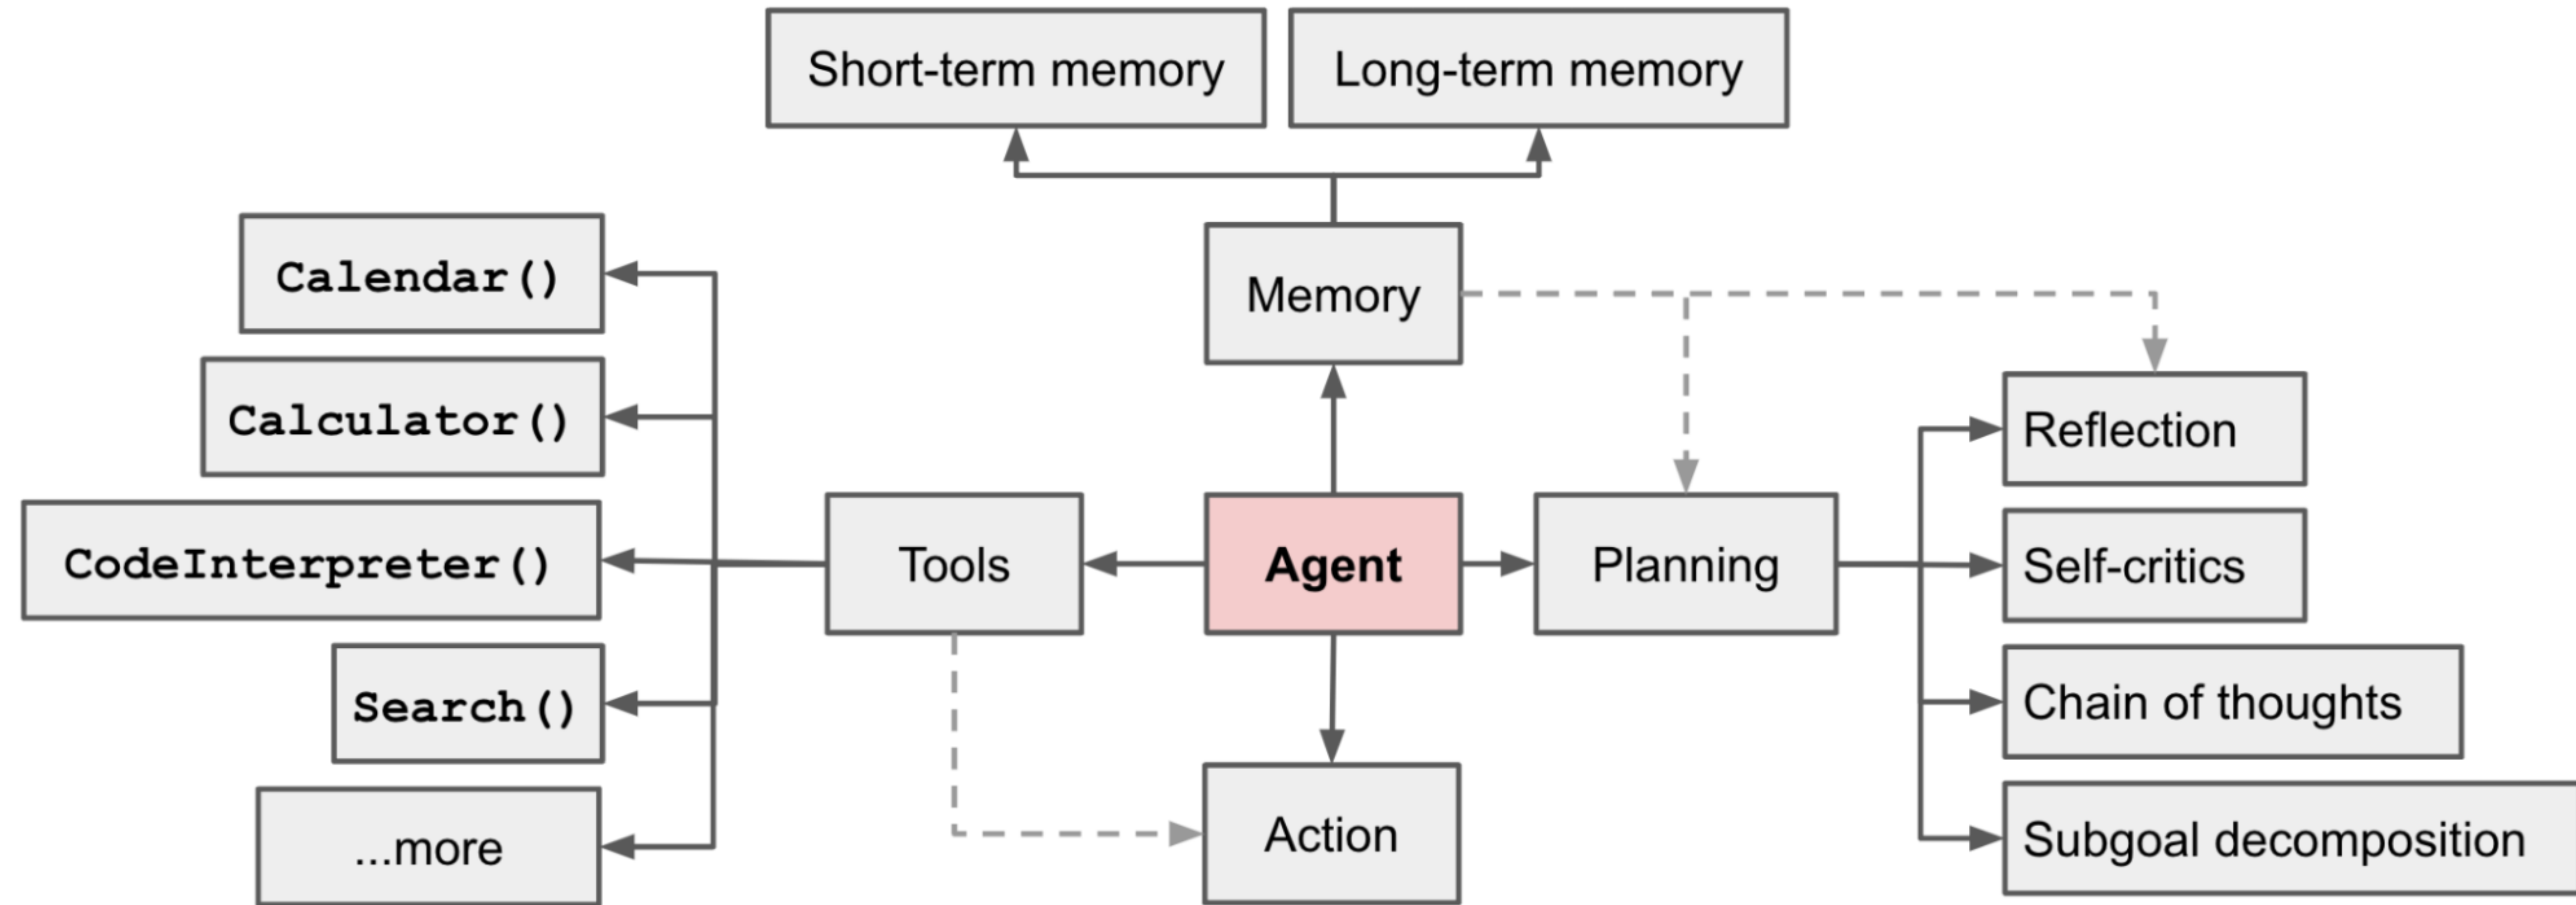 Short-term memory
Long-term memory
Calendar()
Memory
Calculator()
Reflection
CodeInterpreter()
Tools
Agent
Planning
Self-critics
Search()
Chain of thoughts
...more
Action
Subgoal decomposition